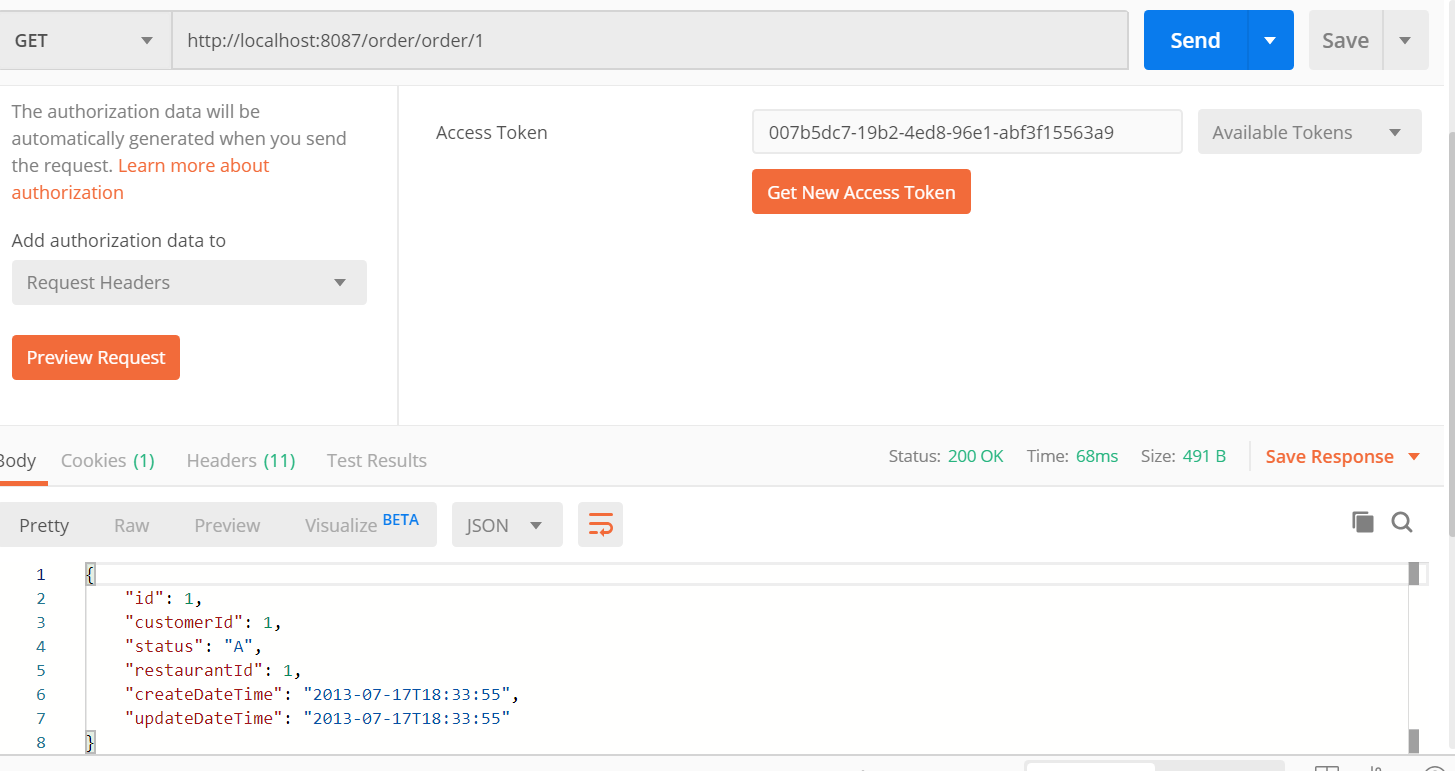 GET
http://localhost:8087/order/order/1
Send
Save
The authorization data will be
automatically generated when you send
the request. Learn more about
authorization
Add authorization data to
Request Headers
Preview Request
Access Token
007b5dc7-19b2-4ed8-96e1-abf3f15563a9
Available Tokens
Get New Access Token
Body Cookies (1) Headers (11) Test Results
Status: 200 OK Time: 68ms Size: 491 B Save Response
Pretty Raw Preview Visualize BETA JSON
1 {
2 "id": 1,
3 "customerId": 1,
4 "status": "A",
5 "restaurantId": 1,
6 "createDateTime": "2013-07-17T18:33:55",
7 "updateDateTime": "2013-07-17T18:33:55"
8 }